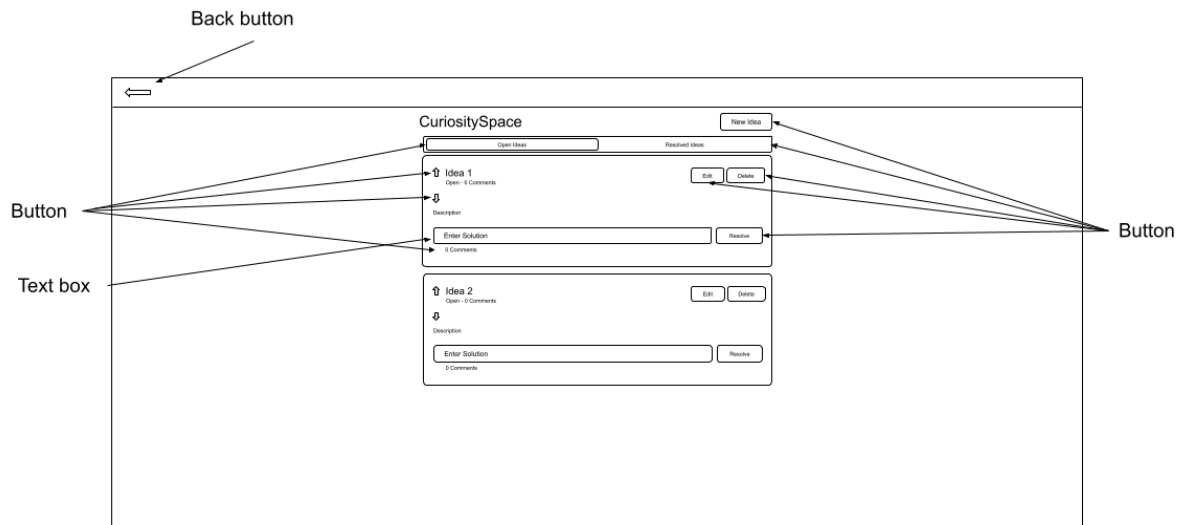 Back button
CuriositySpace
New Idea
Open Ideas
Resolved Ideas
Idea 1
Open - 0 Comments
Edit
Delete
Description
Enter Solution
Resolve
0 Comments
Button
Button
Text box
Idea 2
Open - 0 Comments
Edit
Delete
Description
Enter Solution
Resolve
0 Comments